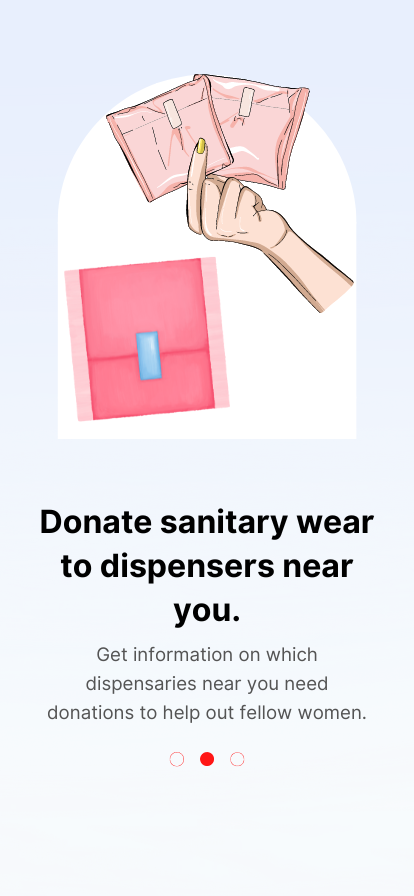 Donate sanitary wear
to dispensers near
you.
Get information on which
dispensaries near you need
donations to help out fellow women.